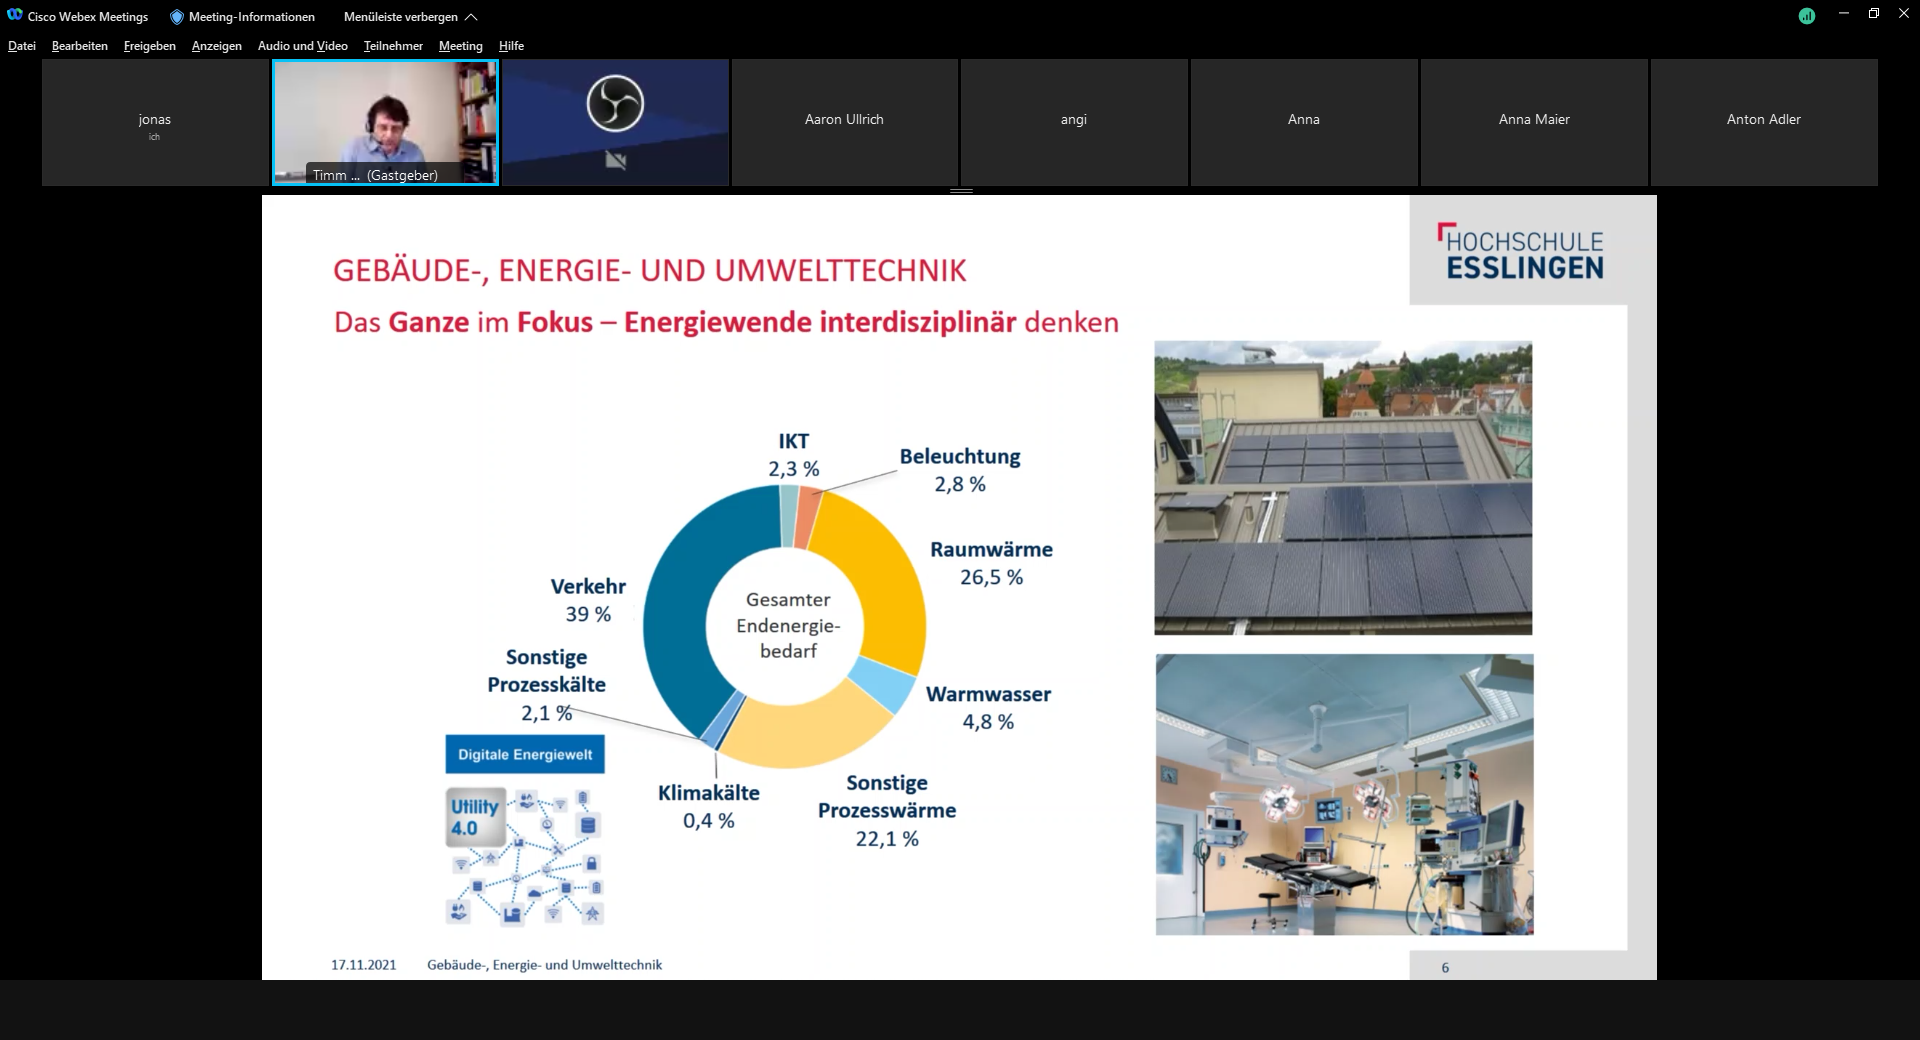 Cisco Webex Meetings
Meeting-Informationen
Menüleiste verbergen
Datei Bearbeiten Freigeben Anzeigen Audio und Video Teilnehmer Meeting Hilfe
jonas
ich
Timm ... (Gastgeber)
Aaron Ullrich
angi
Anna
Anna Maier
Anton Adler
HOCHSCHULE
ESSLINGEN
GEBÄUDE-, ENERGIE- UND UMWELTTECHNIK
Das Ganze im Fokus – Energiewende interdisziplinär denken
IKT
2,3 %
Beleuchtung
2,8 %
Raumwärme
26,5 %
Warmwasser
4,8 %
Sonstige
Prozesswärme
22,1 %
Klimakälte
0,4 %
Sonstige
Prozesskälte
2,1 %
Verkehr
39 %
Gesamter
Endenergie-
bedarf
Digitale Energiewelt
Utility
4.0
17.11.2021
Gebäude-, Energie- und Umwelttechnik
6